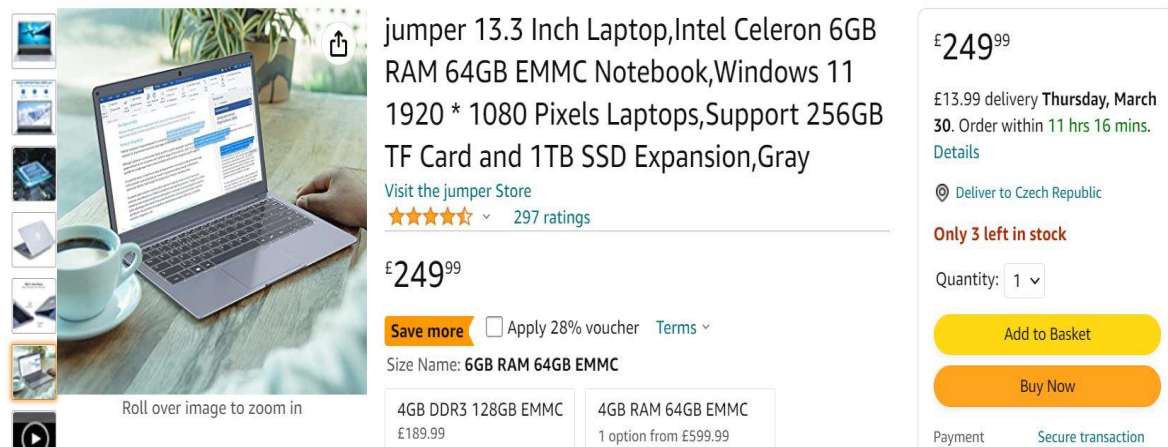 jumper 13.3 Inch Laptop,Intel Celeron 6GB
RAM 64GB EMMC Notebook,Windows 11
1920 * 1080 Pixels Laptops,Support 256GB
TF Card and 1TB SSD Expansion,Gray
Visit the jumper Store
297 ratings
£249⁹⁹
Save more Apply 28% voucher Terms
Size Name: 6GB RAM 64GB EMMC
4GB DDR3 128GB EMMC
£189.99
4GB RAM 64GB EMMC
1 option from £599.99
Roll over image to zoom in
£249⁹⁹
£13.99 delivery Thursday, March
30. Order within 11 hrs 16 mins.
Details
Deliver to Czech Republic
Only 3 left in stock
Quantity: 1
Add to Basket
Buy Now
Payment Secure transaction